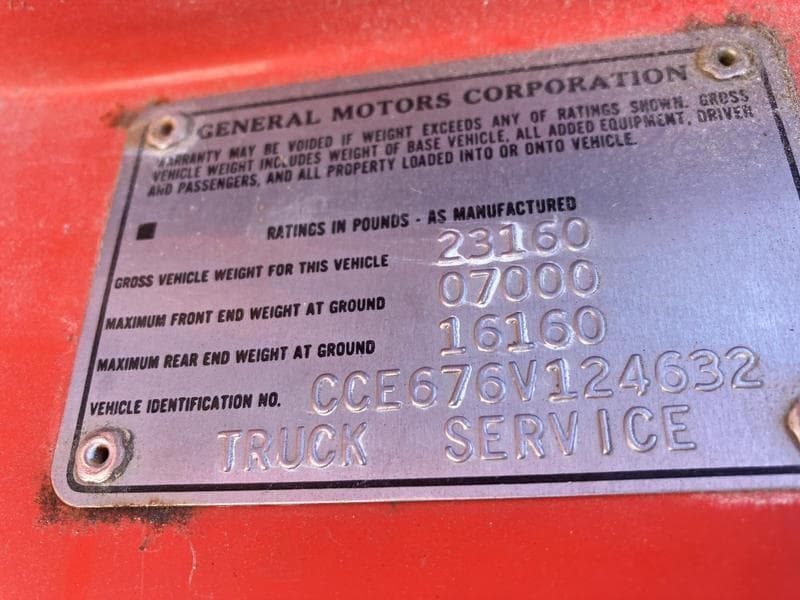 GENERAL MOTORS CORPORATION
WARRANTY MAY BE VOIDED IF WEIGHT EXCEEDS ANY OF RATINGS SHOWN. GROSS
VEHICLE WEIGHT INCLUDES WEIGHT OF BASE VEHICLE, ALL ADDED EQUIPMENT, DRIVER
AND PASSENGERS, AND ALL PROPERTY LOADED INTO OR ONTO VEHICLE.
RATINGS IN POUNDS - AS MANUFACTURED
GROSS VEHICLE WEIGHT FOR THIS VEHICLE 23160
MAXIMUM FRONT END WEIGHT AT GROUND 07000
MAXIMUM REAR END WEIGHT AT GROUND 16160
VEHICLE IDENTIFICATION NO. CCE676V124632
TRUCK SERVICE